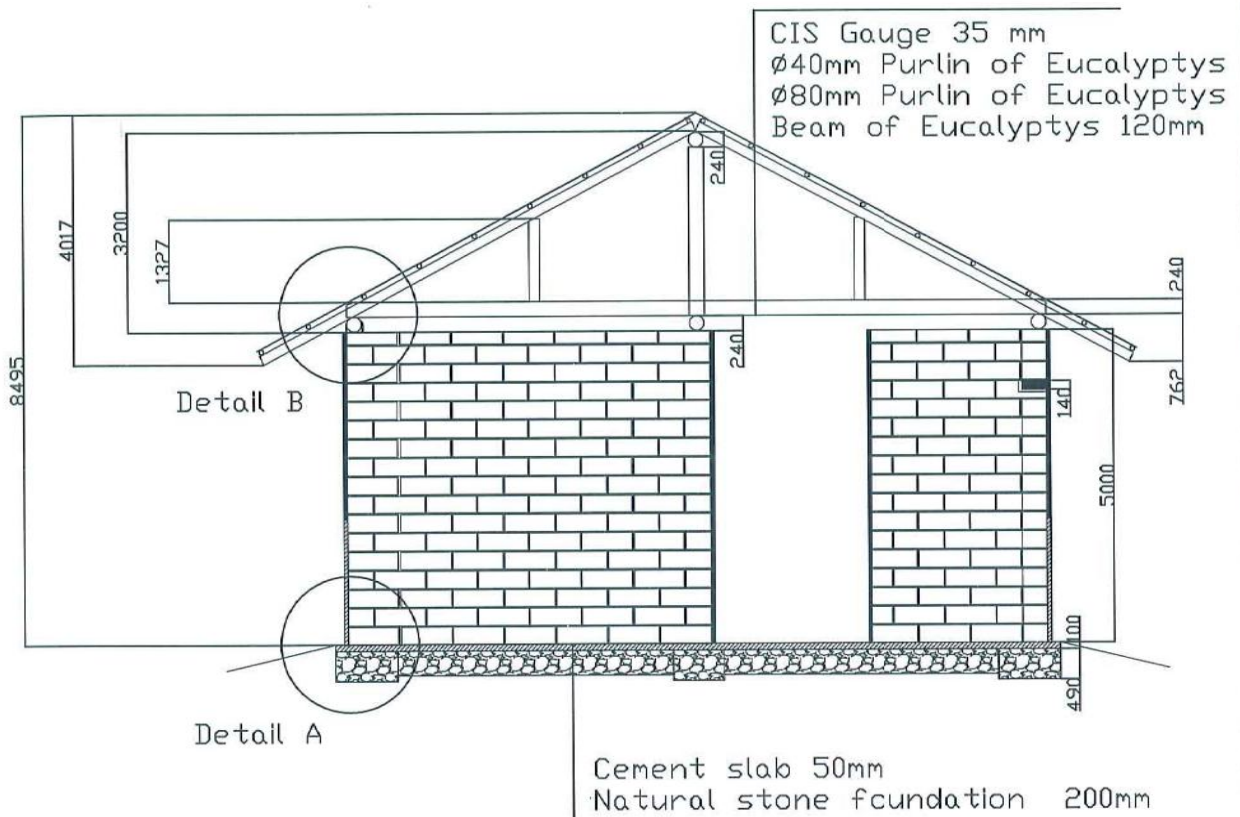 CIS Gauge 35 mm
Ø40mm Purlin of Eucalyptys
Ø80mm Purlin of Eucalyptys
Beam of Eucalyptys 120mm
240
4017
3200
1327
240
8495
240
762
140
Detail B
5000
100
490
Detail A
Cement slab 50mm
Natural stone fcundation 200mm